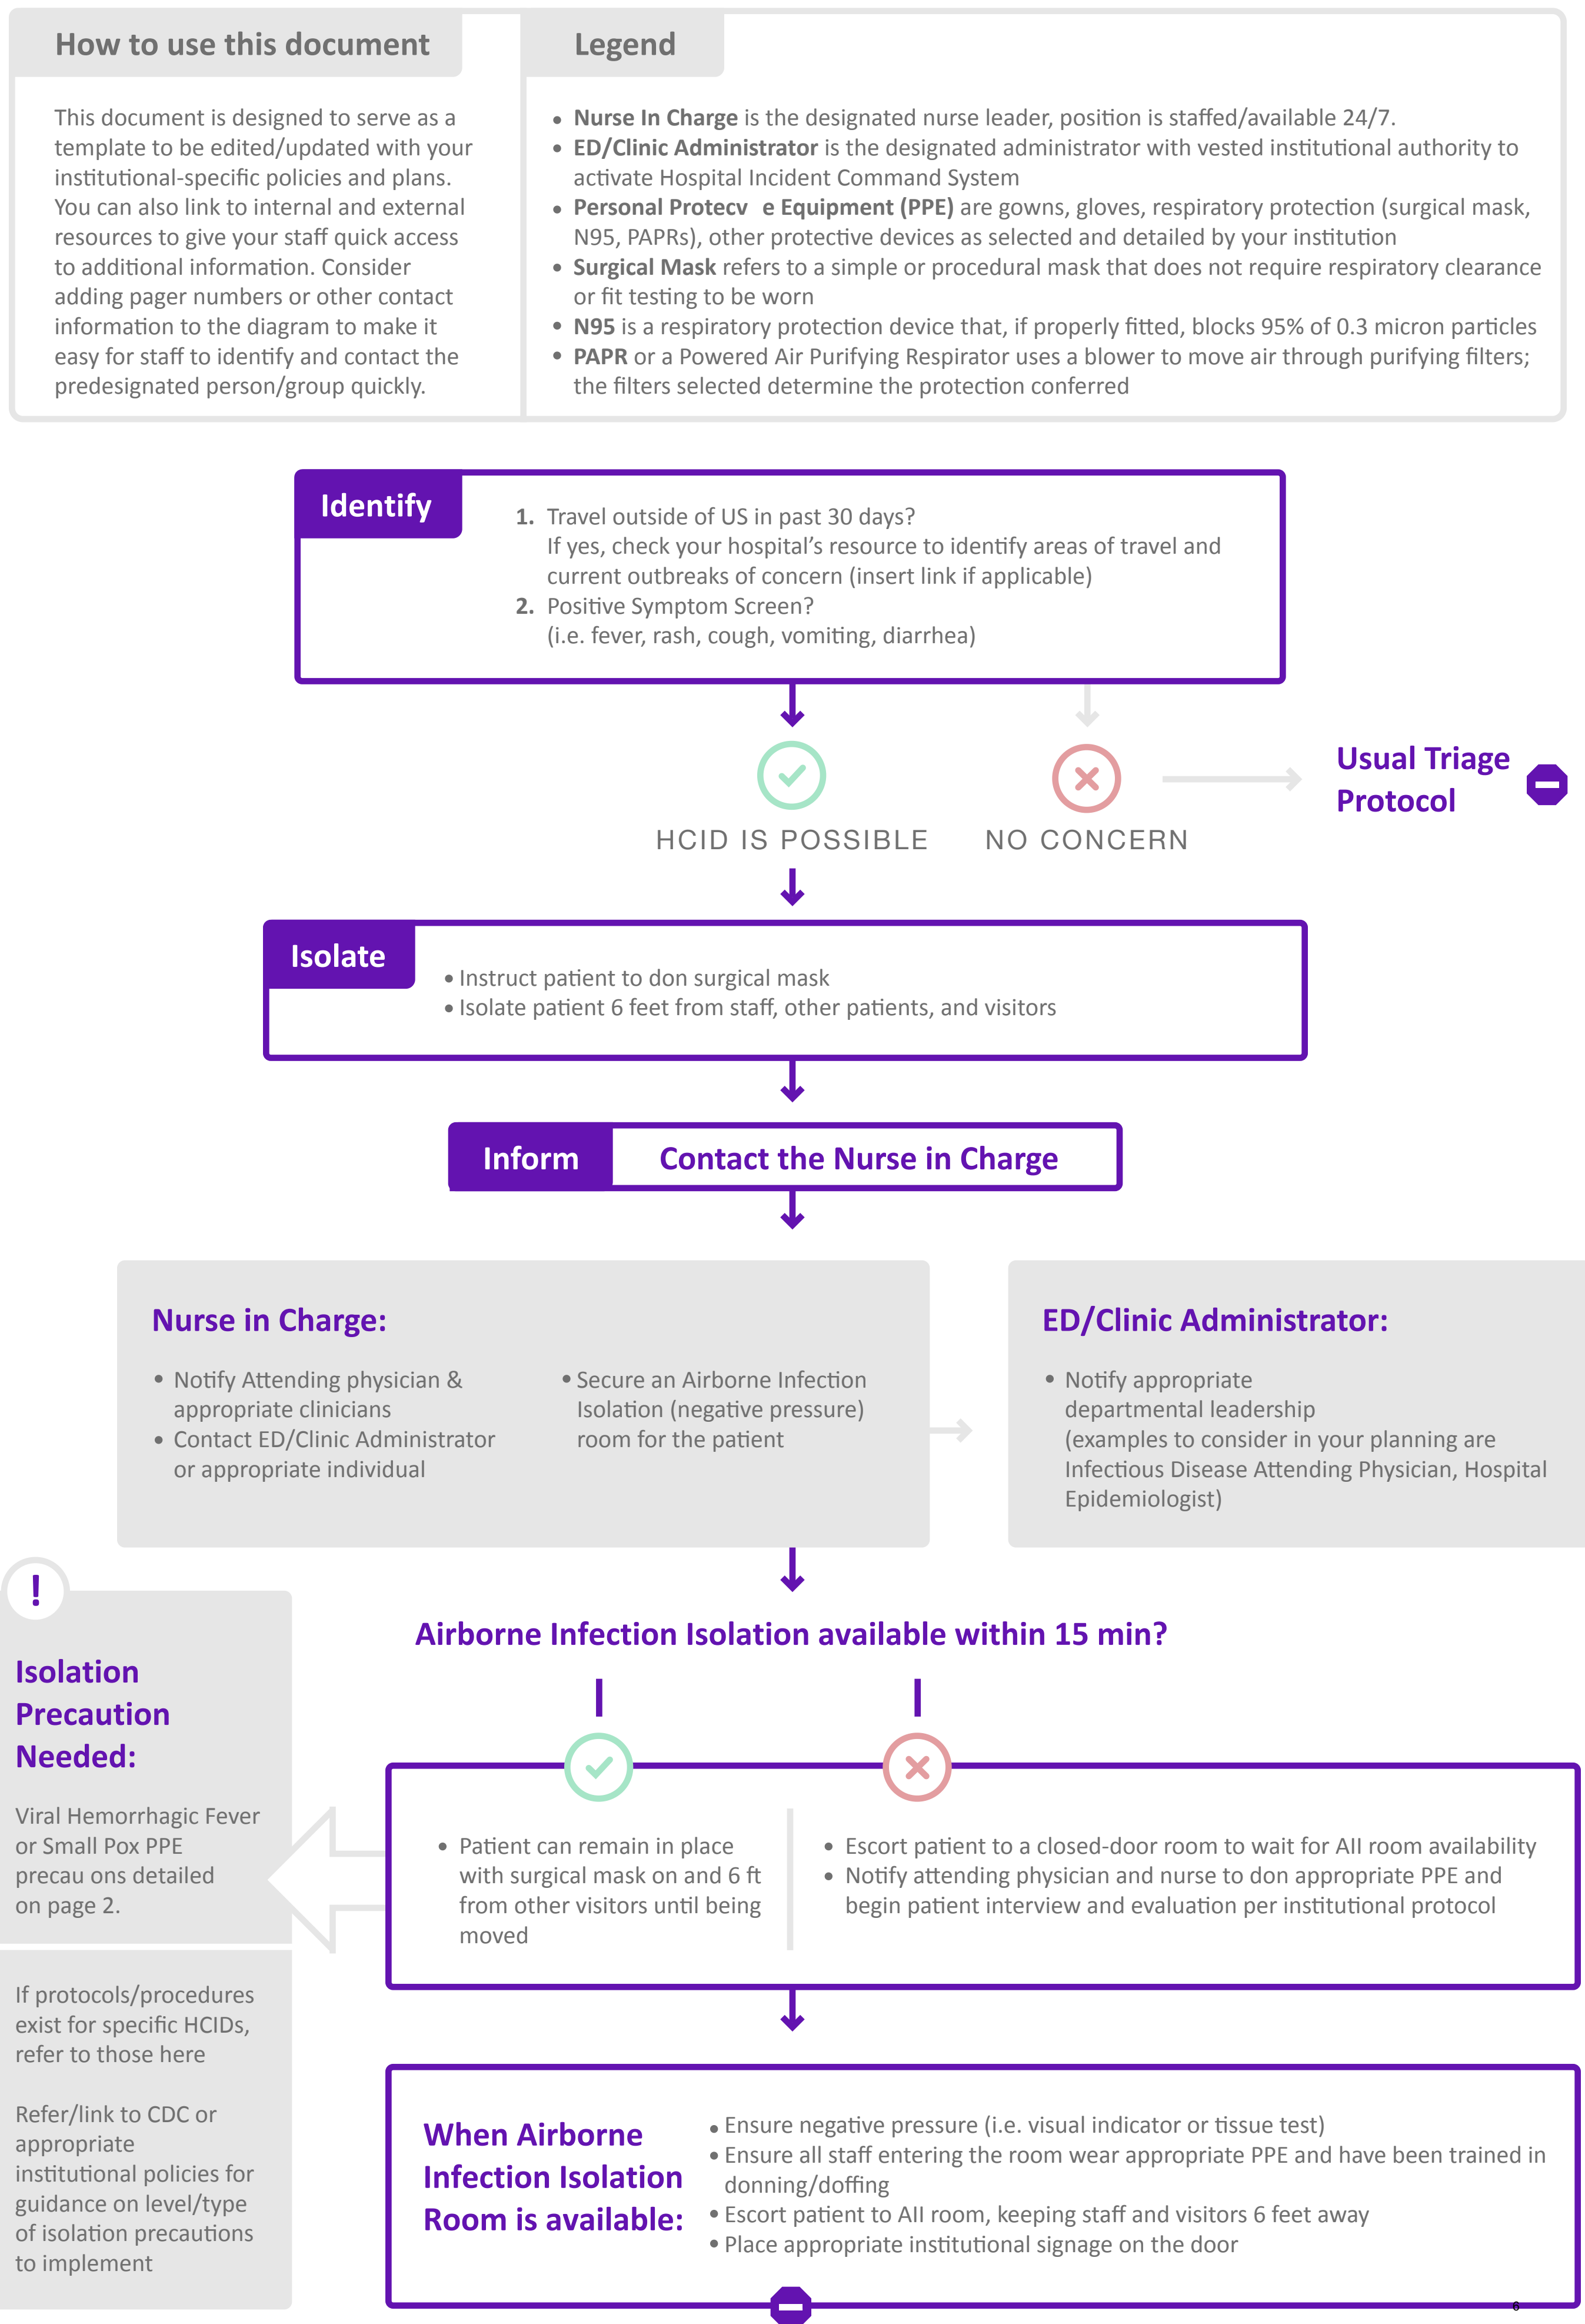 How to use this document
This document is designed to serve as a
template to be edited/updated with your
institutional-specific policies and plans.
You can also link to internal and external
resources to give your staff quick access
to additional information. Consider
adding pager numbers or other contact
information to the diagram to make it
easy for staff to identify and contact the
predesignated person/group quickly.
Legend
• Nurse In Charge is the designated nurse leader, position is staffed/available 24/7.
• ED/Clinic Administrator is the designated administrator with vested institutional authority to
activate Hospital Incident Command System
• Personal Protecv e Equipment (PPE) are gowns, gloves, respiratory protection (surgical mask,
N95, PAPRs), other protective devices as selected and detailed by your institution
• Surgical Mask refers to a simple or procedural mask that does not require respiratory clearance
or fit testing to be worn
• N95 is a respiratory protection device that, if properly fitted, blocks 95% of 0.3 micron particles
• PAPR or a Powered Air Purifying Respirator uses a blower to move air through purifying filters;
the filters selected determine the protection conferred
Identify
1. Travel outside of US in past 30 days?
If yes, check your hospital's resource to identify areas of travel and
current outbreaks of concern (insert link if applicable)
2. Positive Symptom Screen?
(i.e. fever, rash, cough, vomiting, diarrhea)
HCID IS POSSIBLE
NO CONCERN
Usual Triage
Protocol
Isolate
• Instruct patient to don surgical mask
• Isolate patient 6 feet from staff, other patients, and visitors
Inform
Contact the Nurse in Charge
Nurse in Charge:
• Notify Attending physician &
appropriate clinicians
• Contact ED/Clinic Administrator
or appropriate individual
• Secure an Airborne Infection
Isolation (negative pressure)
room for the patient
ED/Clinic Administrator:
• Notify appropriate
departmental leadership
(examples to consider in your planning are
Infectious Disease Attending Physician, Hospital
Epidemiologist)
!
Isolation
Precaution
Needed:
Viral Hemorrhagic Fever
or Small Pox PPE
precau ons detailed
on page 2.
If protocols/procedures
exist for specific HCIDs,
refer to those here
Refer/link to CDC or
appropriate
institutional policies for
guidance on level/type
of isolation precautions
to implement
Airborne Infection Isolation available within 15 min?
• Patient can remain in place
with surgical mask on and 6 ft
from other visitors until being
moved
• Escort patient to a closed-door room to wait for AII room availability
• Notify attending physician and nurse to don appropriate PPE and
begin patient interview and evaluation per institutional protocol
When Airborne
Infection Isolation
Room is available:
• Ensure negative pressure (i.e. visual indicator or tissue test)
• Ensure all staff entering the room wear appropriate PPE and have been trained in
donning/doffing
• Escort patient to AII room, keeping staff and visitors 6 feet away
• Place appropriate institutional signage on the door
6